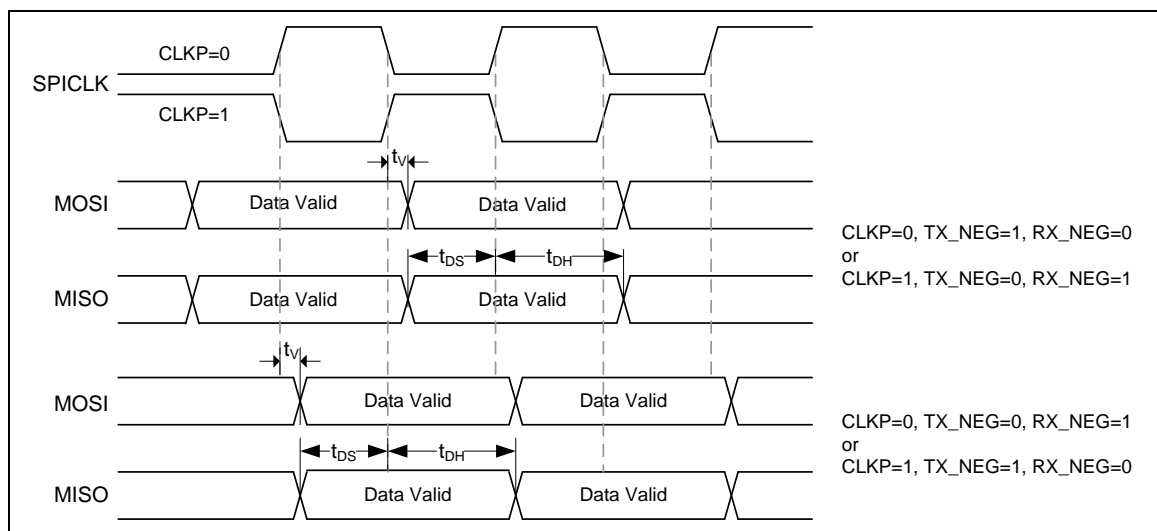 CLKP=0
SPICLK
CLKP=1
tV
MOSI
Data Valid
Data Valid
CLKP=0, TX_NEG=1, RX_NEG=0
or
CLKP=1, TX_NEG=0, RX_NEG=1
tDS
tDH
MISO
Data Valid
Data Valid
tV
MOSI
Data Valid
Data Valid
CLKP=0, TX_NEG=0, RX_NEG=1
or
CLKP=1, TX_NEG=1, RX_NEG=0
tDS
tDH
MISO
Data Valid
Data Valid